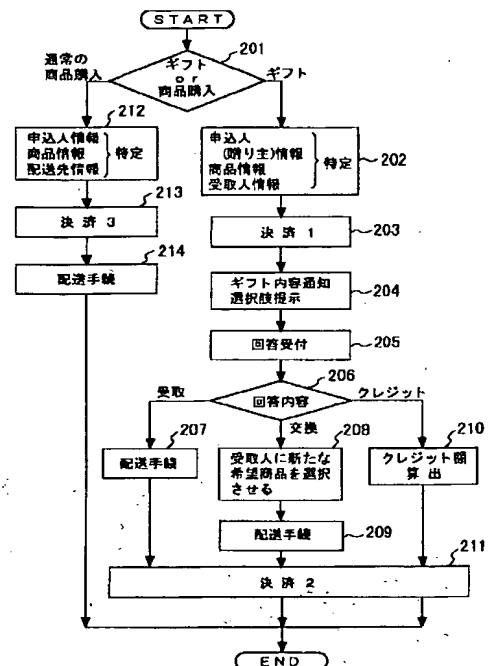 START
201
通常の
商品購入
ギフト
or
商品購入
ギフト
212
申込人情報
商品情報
配送先情報
特定
申込人
(贈り主)情報
商品情報
受取人情報
特定
202
213
決済 3
決済 1
203
214
配送手続
ギフト内容通知
選択肢提示
204
回答受付
205
206
受取
回答内容
クレジット
交換
207
配送手続
208
受取人に新たな
希望商品を選択
させる
210
クレジット額
算出
配送手続
209
211
決済 2
END